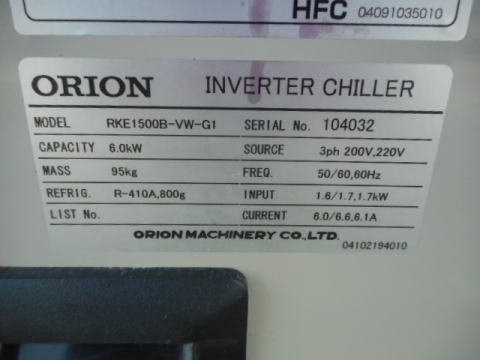 HFC 04091035010
ORION INVERTER CHILLER
MODEL RKE1500B-VW-G1 SERIAL No. 104032
CAPACITY 6.0kW SOURCE 3ph 200V,220V
MASS 95kg FREQ. 50/60,60Hz
REFRIG. R-410A,800g INPUT 1.6/1.7,1.7kW
LIST No. CURRENT 6.0/6.6,6.1A
ORION MACHINERY CO.,LTD. 04102194010